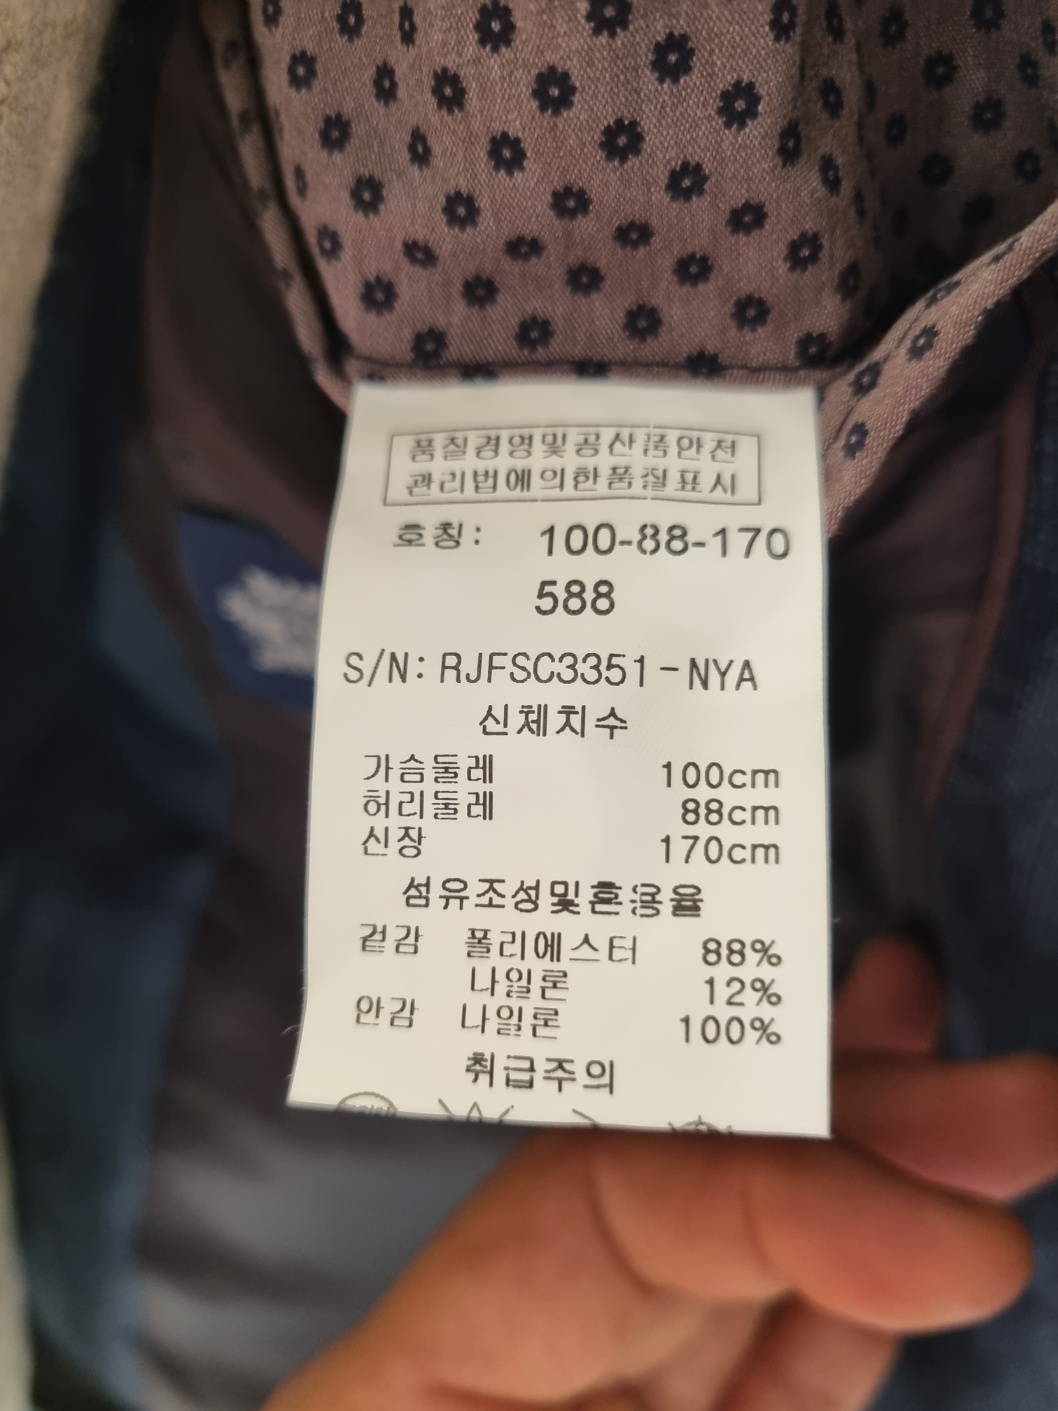 품질경영및공산품안전
관리법에의한품질표시
호칭: 100-88-170
588
S/N: RJFSC3351-NYA
신체치수
가슴둘레 100cm
허리둘레 88cm
신장 170cm
섬유조성및혼용율
겉감 폴리에스터 88%
나일론 12%
안감 나일론 100%
취급주의